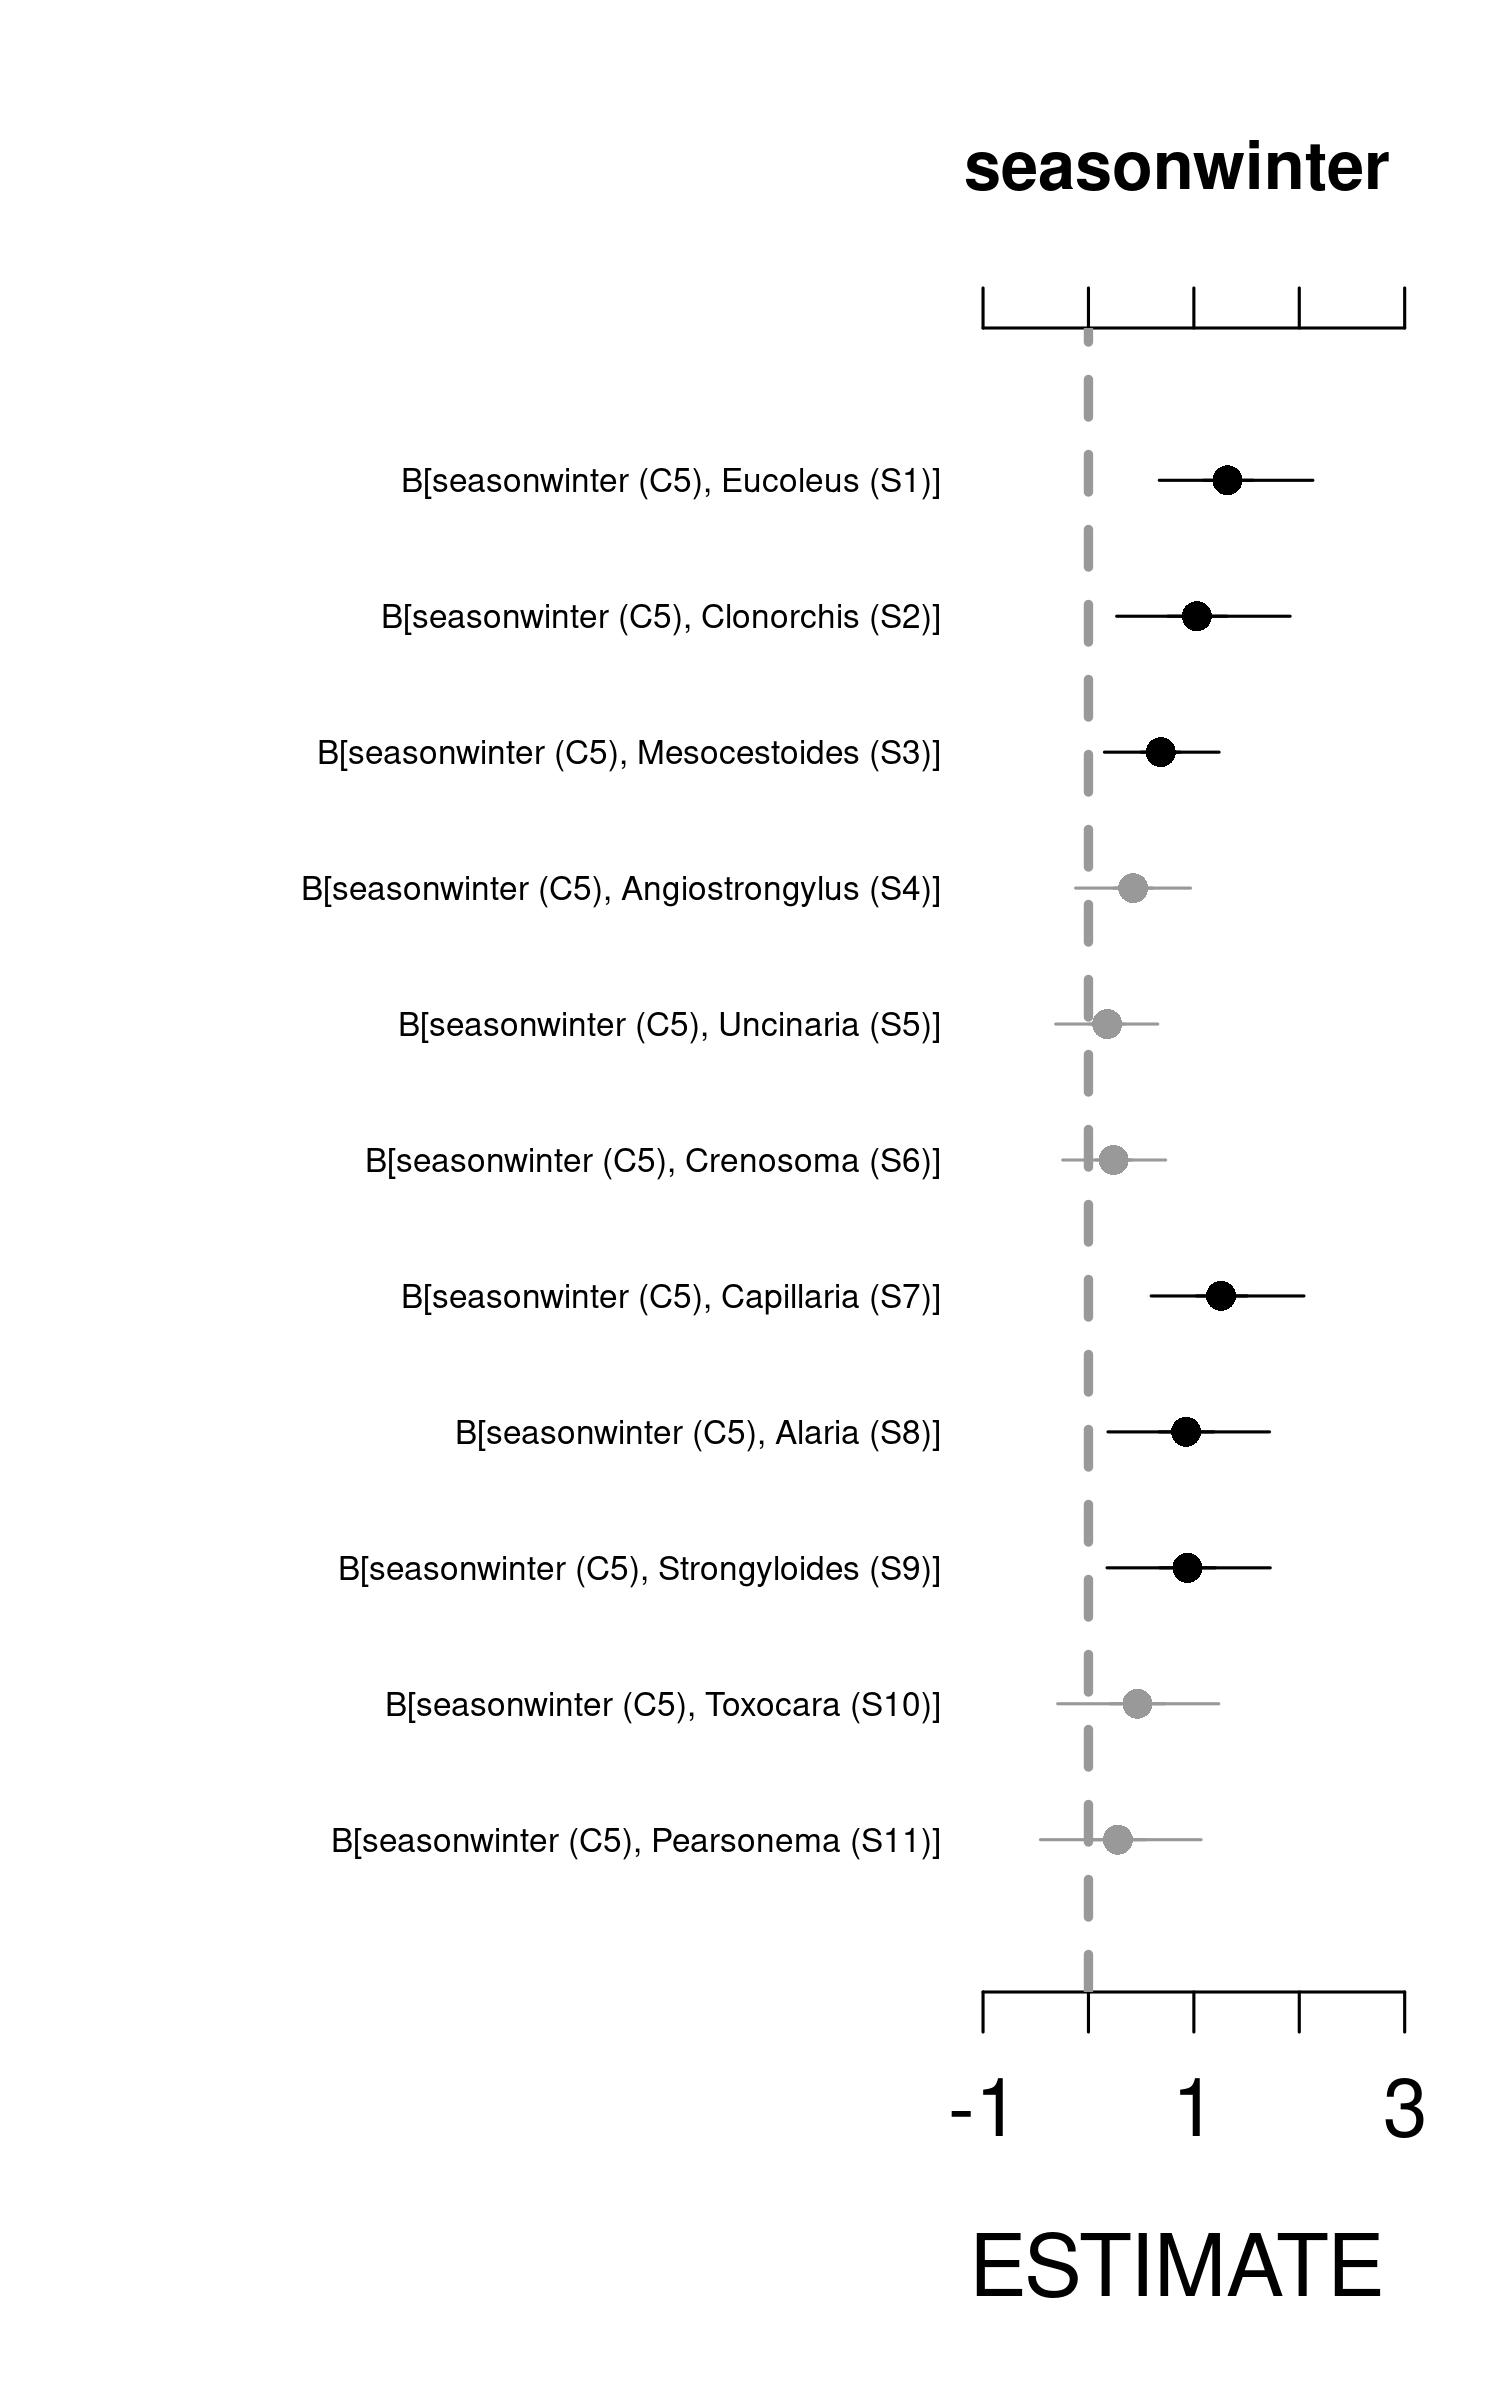 seasonwinter
B[seasonwinter (C5), Eucoleus (S1)]
B[seasonwinter (C5), Clonorchis (S2)]
B[seasonwinter (C5), Mesocestoides (S3)]
B[seasonwinter (C5), Angiostrongylus (S4)]
B[seasonwinter (C5), Uncinaria (S5)]
B[seasonwinter (C5), Crenosoma (S6)]
B[seasonwinter (C5), Capillaria (S7)]
B[seasonwinter (C5), Alaria (S8)]
B[seasonwinter (C5), Strongyloides (S9)]
B[seasonwinter (C5), Toxocara (S10)]
B[seasonwinter (C5), Pearsonema (S11)]
-1 1 3
ESTIMATE